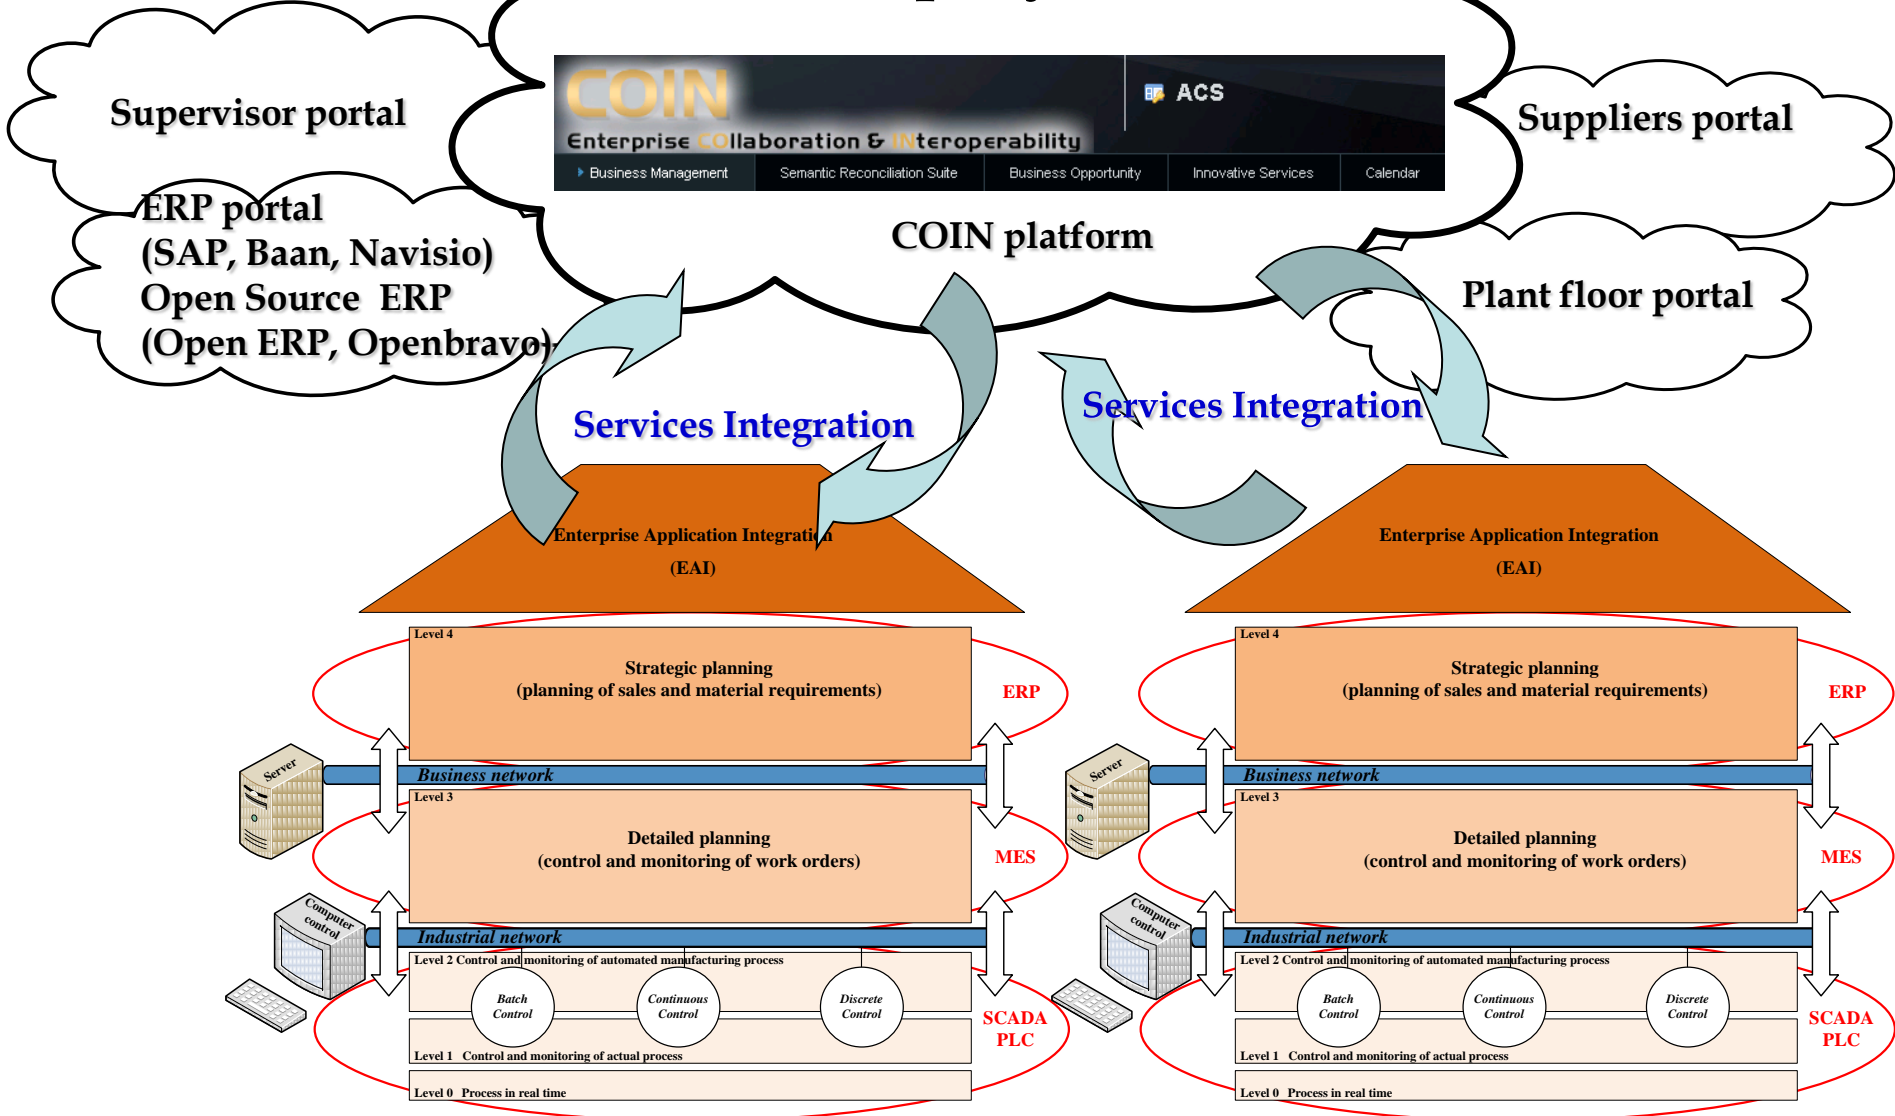 Supervisor portal
COIN
Enterprise COllaboration & INteroperability
ACS
Business Management
Semantic Reconciliation Suite
Business Opportunity
Innovative Services
Calendar
Suppliers portal
ERP portal
(SAP, Baan, Navisio)
Open Source ERP
(Open ERP, Openbravo)
COIN platform
Plant floor portal
Services Integration
Services Integration
Enterprise Application Integration
(EAI)
Level 4
Strategic planning
(planning of sales and material requirements)
ERP
Server
Business network
Level 3
Detailed planning
(control and monitoring of work orders)
MES
Computer
control
Industrial network
Level 2 Control and monitoring of automated manufacturing process
Batch
Control
Continuous
Control
Discrete
Control
SCADA
PLC
Level 1 Control and monitoring of actual process
Level 0 Process in real time
Enterprise Application Integration
(EAI)
Level 4
Strategic planning
(planning of sales and material requirements)
ERP
Server
Business network
Level 3
Detailed planning
(control and monitoring of work orders)
MES
Computer
control
Industrial network
Level 2 Control and monitoring of automated manufacturing process
Batch
Control
Continuous
Control
Discrete
Control
SCADA
PLC
Level 1 Control and monitoring of actual process
Level 0 Process in real time